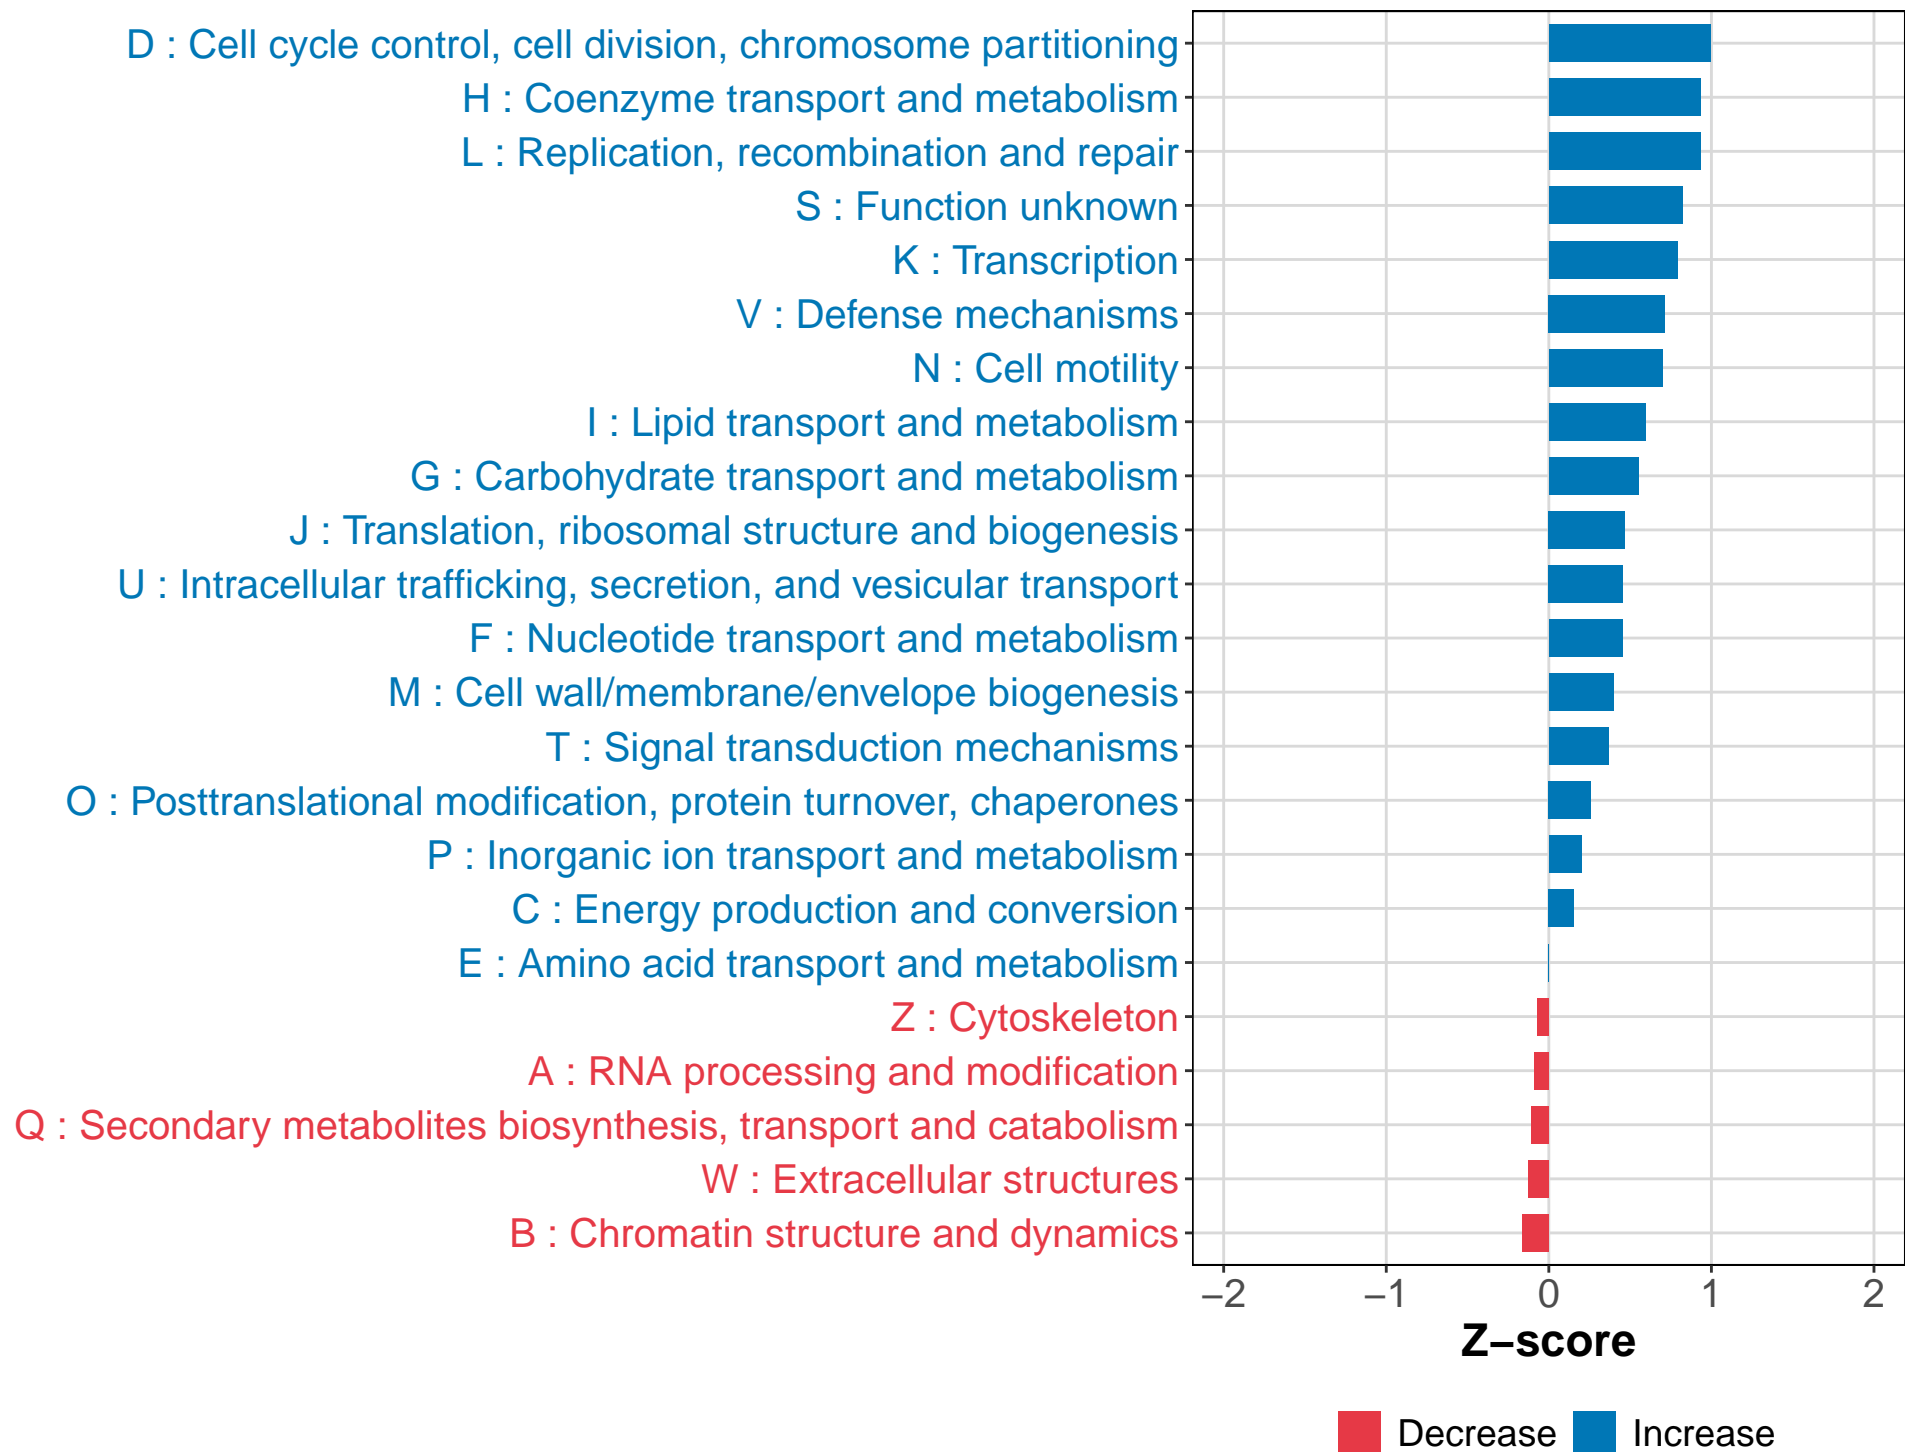 D : Cell cycle control, cell division, chromosome partitioning
H : Coenzyme transport and metabolism
L : Replication, recombination and repair
S : Function unknown
K : Transcription
V : Defense mechanisms
N : Cell motility
I : Lipid transport and metabolism
G : Carbohydrate transport and metabolism
J : Translation, ribosomal structure and biogenesis
U : Intracellular trafficking, secretion, and vesicular transport
F : Nucleotide transport and metabolism
M : Cell wall/membrane/envelope biogenesis
T : Signal transduction mechanisms
O : Posttranslational modification, protein turnover, chaperones
P : Inorganic ion transport and metabolism
C : Energy production and conversion
E : Amino acid transport and metabolism
Z : Cytoskeleton
A : RNA processing and modification
Q : Secondary metabolites biosynthesis, transport and catabolism
W : Extracellular structures
B : Chromatin structure and dynamics
−2 −1 0 1 2
Z−score
Decrease Increase